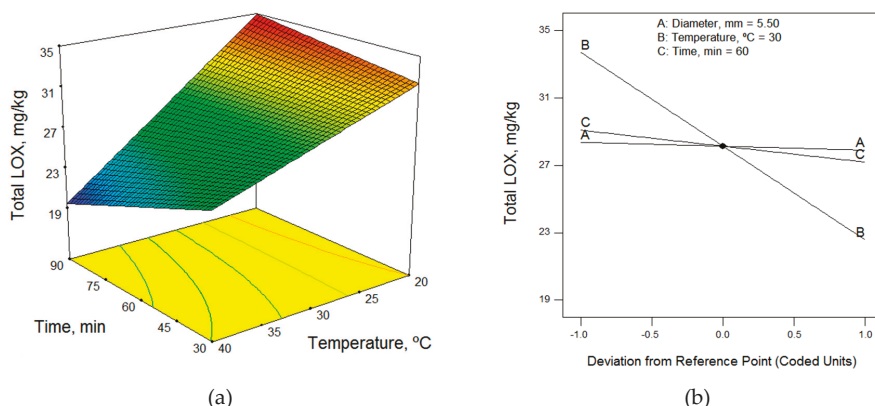 35
31
27
23
19
Total LOX, mg/kg
90
75
60
45
30
Time, min
40
35
30
25
20
Temperature, ºC
(a)
A: Diameter, mm = 5.50
B: Temperature, ºC = 30
C: Time, min = 60
35
31
27
23
19
Total LOX, mg/kg
B
C
A
A
C
B
-1.0
-0.5
0.0
0.5
1.0
Deviation from Reference Point (Coded Units)
(b)